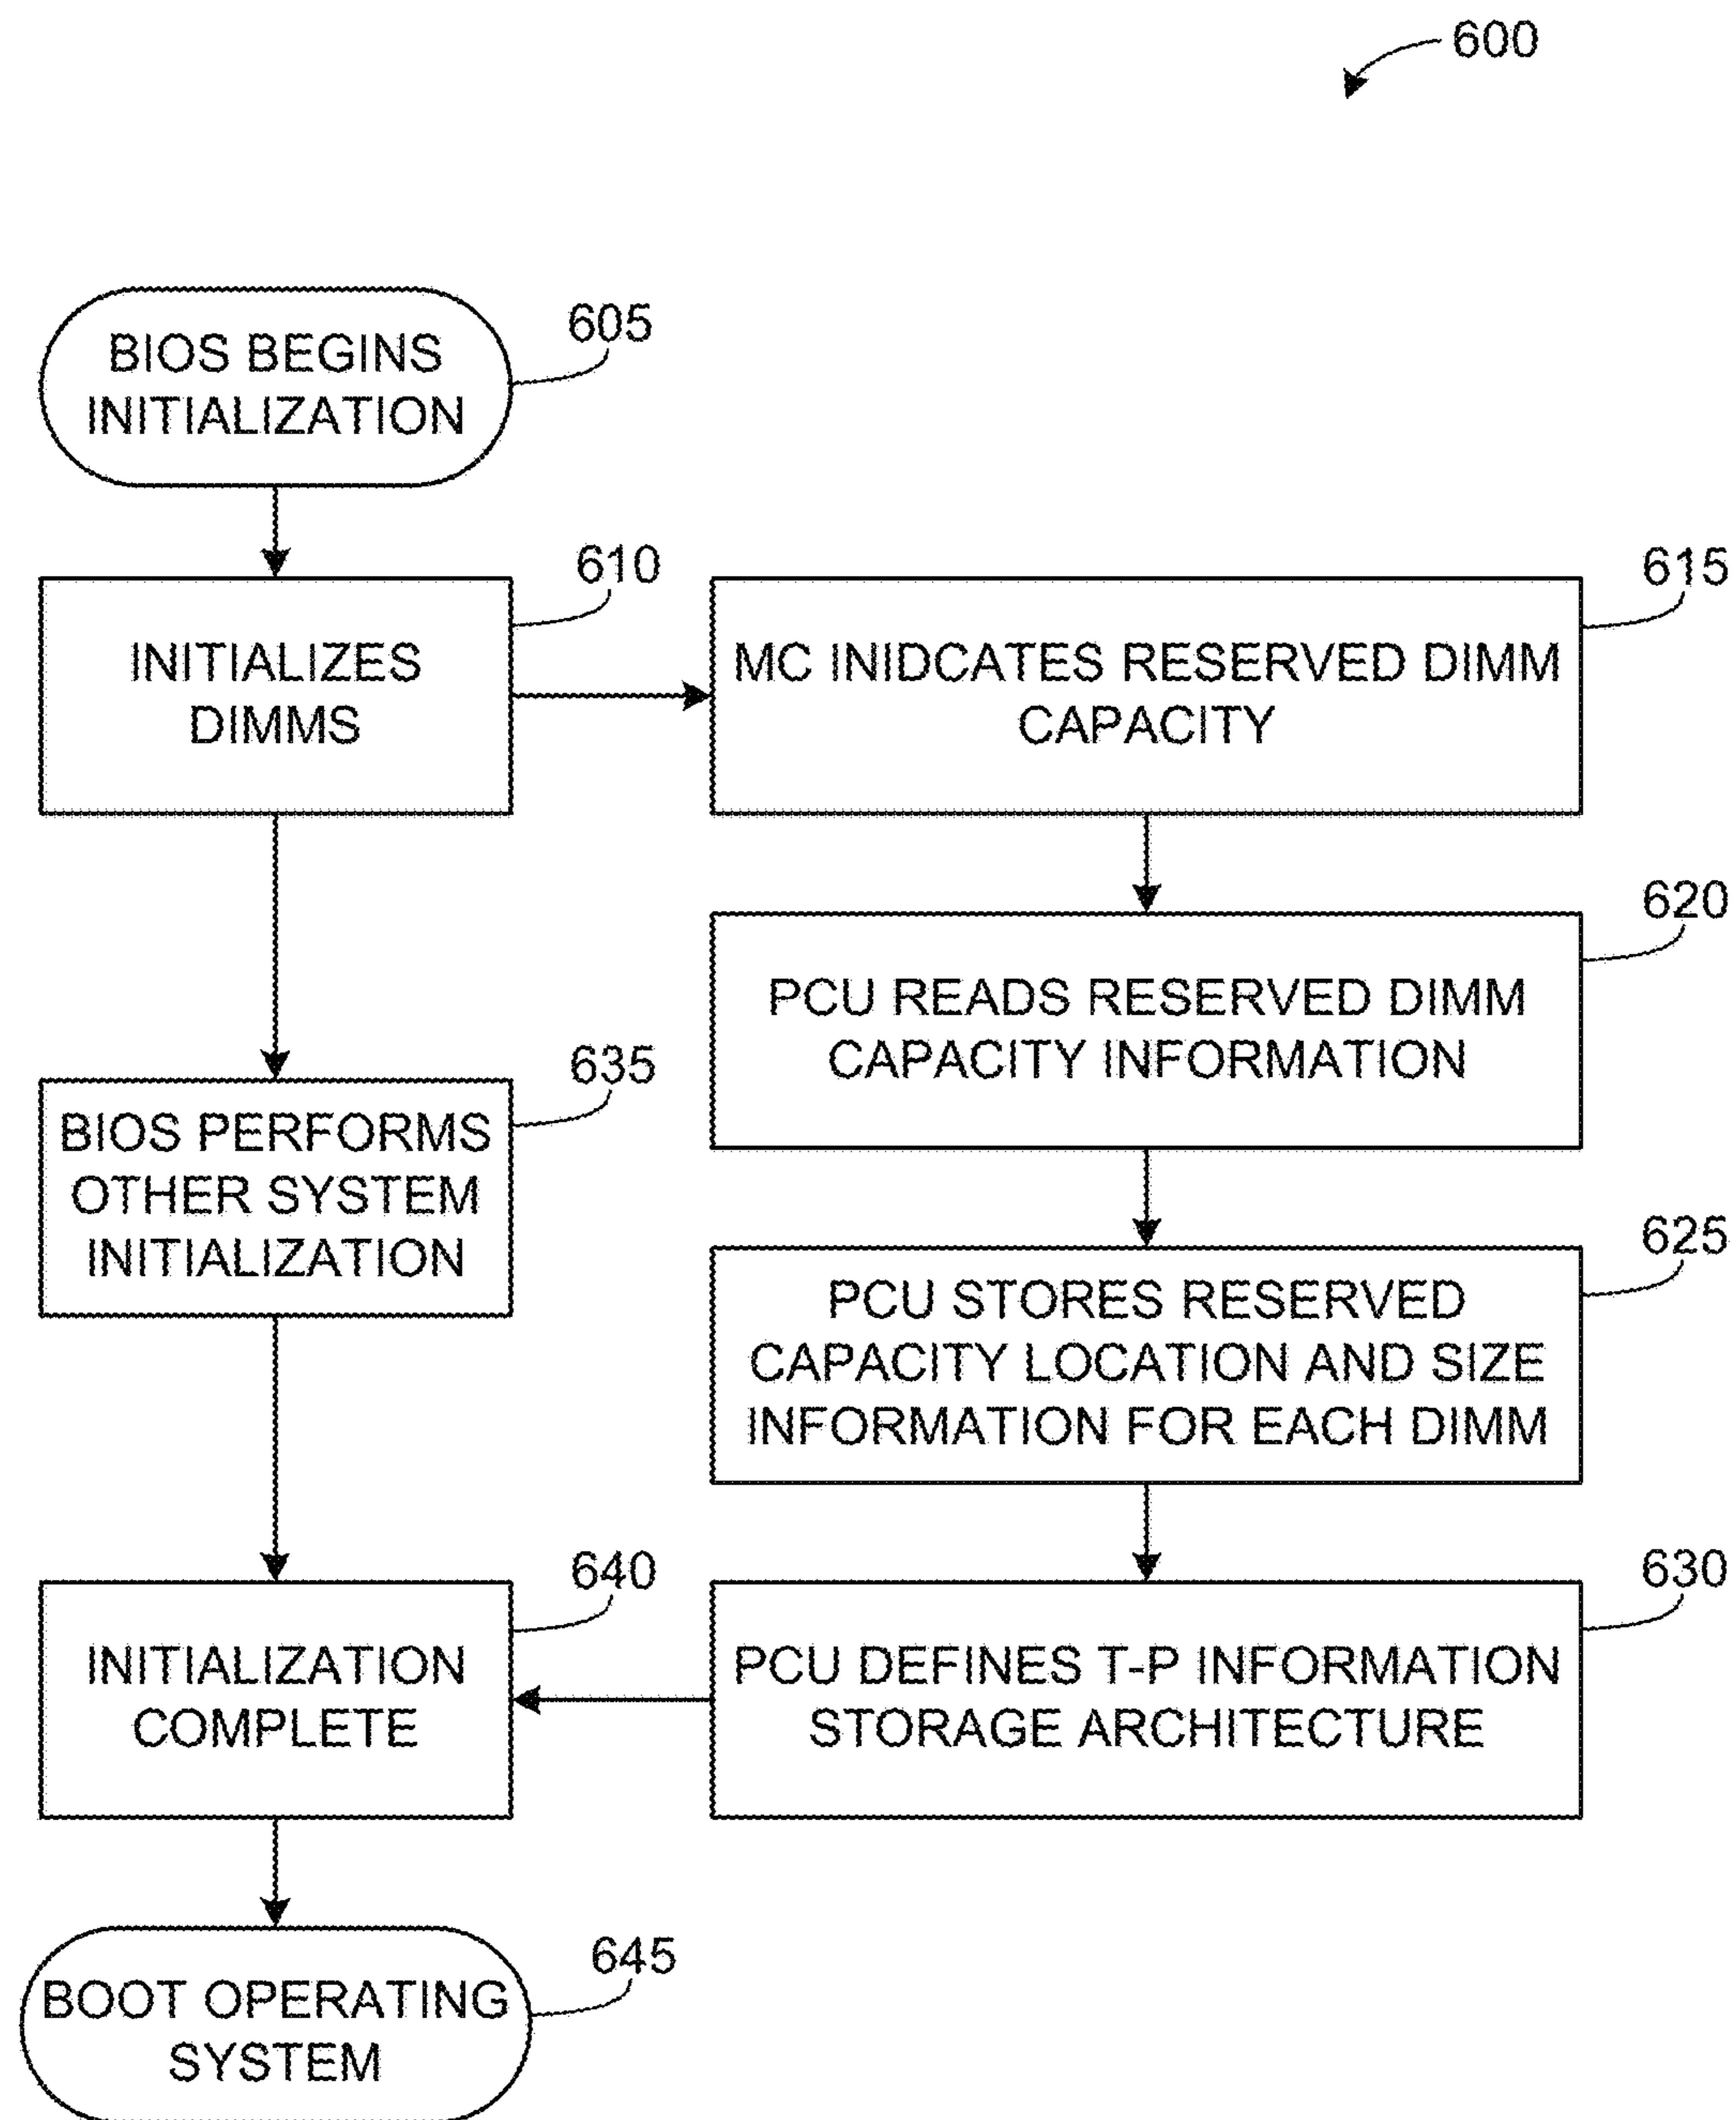 600
605
BIOS BEGINS
INITIALIZATION
610
INITIALIZES
DIMMS
615
MC INIDCATES RESERVED DIMM
CAPACITY
620
PCU READS RESERVED DIMM
CAPACITY INFORMATION
635
BIOS PERFORMS
OTHER SYSTEM
INITIALIZATION
625
PCU STORES RESERVED
CAPACITY LOCATION AND SIZE
INFORMATION FOR EACH DIMM
640
INITIALIZATION
COMPLETE
630
PCU DEFINES T-P INFORMATION
STORAGE ARCHITECTURE
645
BOOT OPERATING
SYSTEM